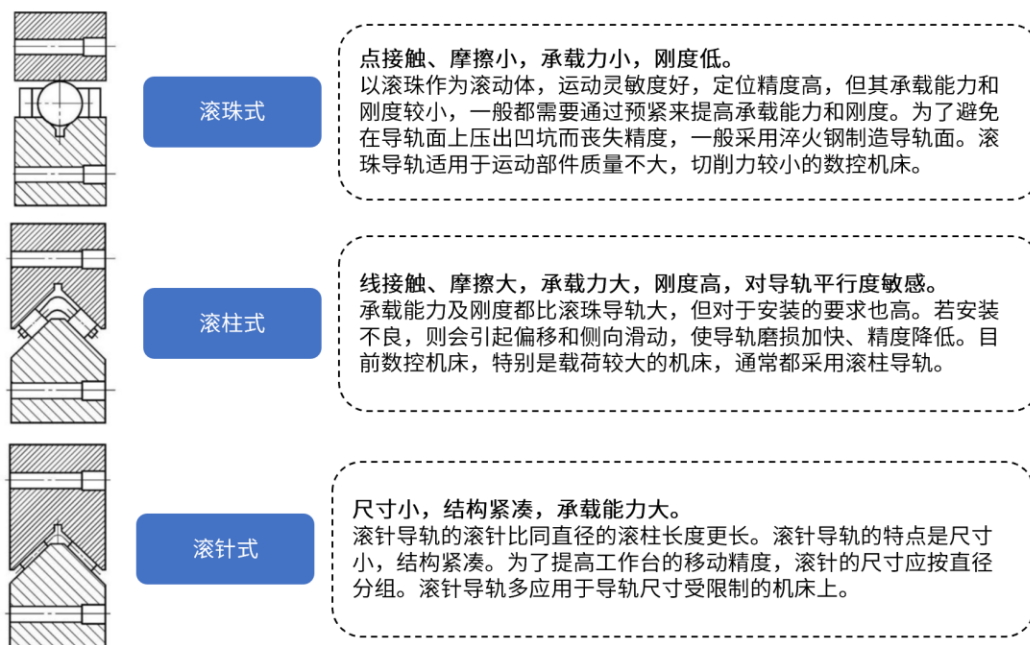 滚珠式
点接触、摩擦小，承载力小，刚度低。
以滚珠作为滚动体，运动灵敏度好，定位精度高，但其承载能力和
刚度较小，一般都需要通过预紧来提高承载能力和刚度。为了避免
在导轨面上压出凹坑而丧失精度，一般采用淬火钢制造导轨面。滚
珠导轨适用于运动部件质量不大，切削力较小的数控机床。
滚柱式
线接触、摩擦大，承载力大，刚度高，对导轨平行度敏感。
承载能力及刚度都比滚珠导轨大，但对于安装的要求也高。若安装
不良，则会引起偏移和侧向滑动，使导轨磨损加快、精度降低。目
前数控机床，特别是载荷较大的机床，通常都采用滚柱导轨。
滚针式
尺寸小，结构紧凑，承载能力大。
滚针导轨的滚针比同直径的滚柱长度更长。滚针导轨的特点是尺寸
小，结构紧凑。为了提高工作台的移动精度，滚针的尺寸应按直径
分组。滚针导轨多应用于导轨尺寸受限制的机床上。